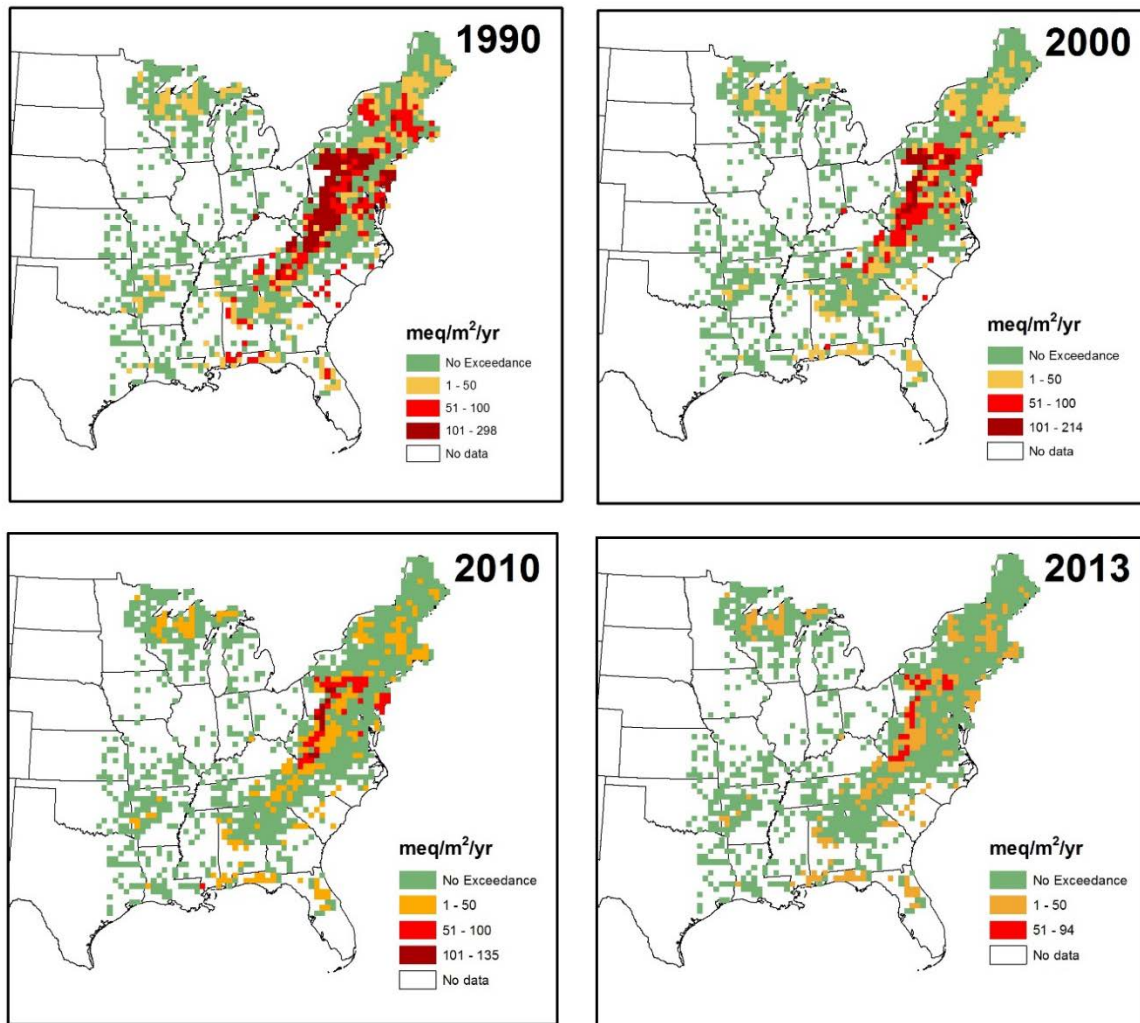 1990
meq/m²/yr
No Exceedance
1 - 50
51 - 100
101 - 298
No data
2000
meq/m²/yr
No Exceedance
1 - 50
51 - 100
101 - 214
No data
2010
meq/m²/yr
No Exceedance
1 - 50
51 - 100
101 - 135
No data
2013
meq/m²/yr
No Exceedance
1 - 50
51 - 94
No data